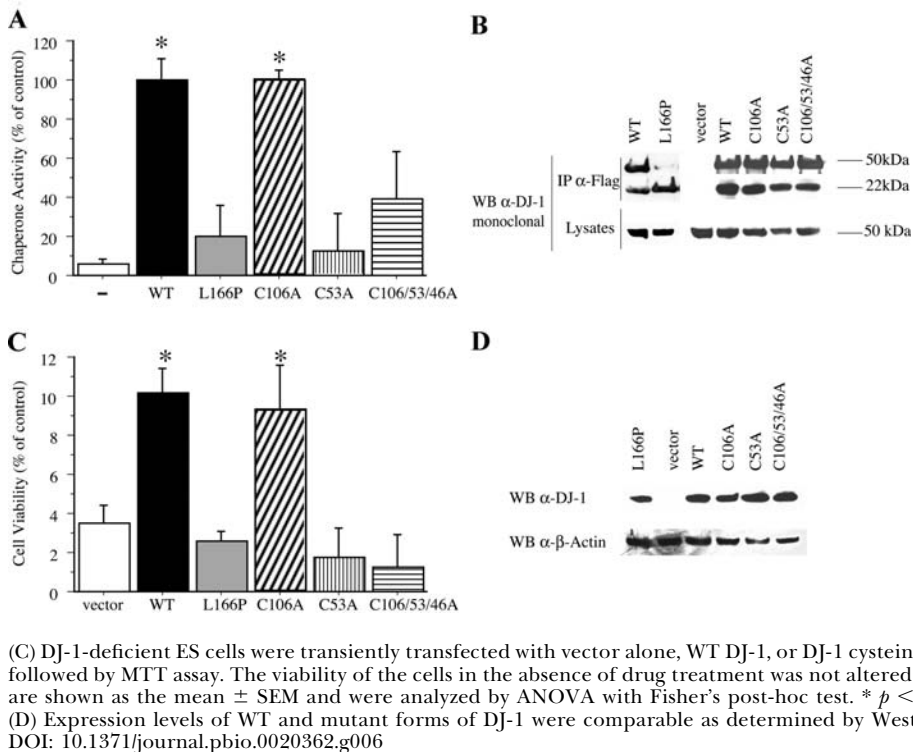 A
120
100
80
60
40
20
0
Chaperone Activity (% of control)
*
*
– WT L166P C106A C53A C106/53/46A
B
WT L166P vector WT C106A C53A C106/53/46A
WB α-DJ-1 monoclonal
IP α-Flag
50kDa
22kDa
Lysates
50 kDa
C
12
10
8
6
4
2
0
Cell Viability (% of control)
*
*
vector WT L166P C106A C53A C106/53/46A
D
L166P vector WT C106A C53A C106/53/46A
WB α-DJ-1
WB α-β-Actin
(C) DJ-1-deficient ES cells were transiently transfected with vector alone, WT DJ-1, or DJ-1 cystein
followed by MTT assay. The viability of the cells in the absence of drug treatment was not altered
are shown as the mean ± SEM and were analyzed by ANOVA with Fisher's post-hoc test. * p <
(D) Expression levels of WT and mutant forms of DJ-1 were comparable as determined by West
DOI: 10.1371/journal.pbio.0020362.g006